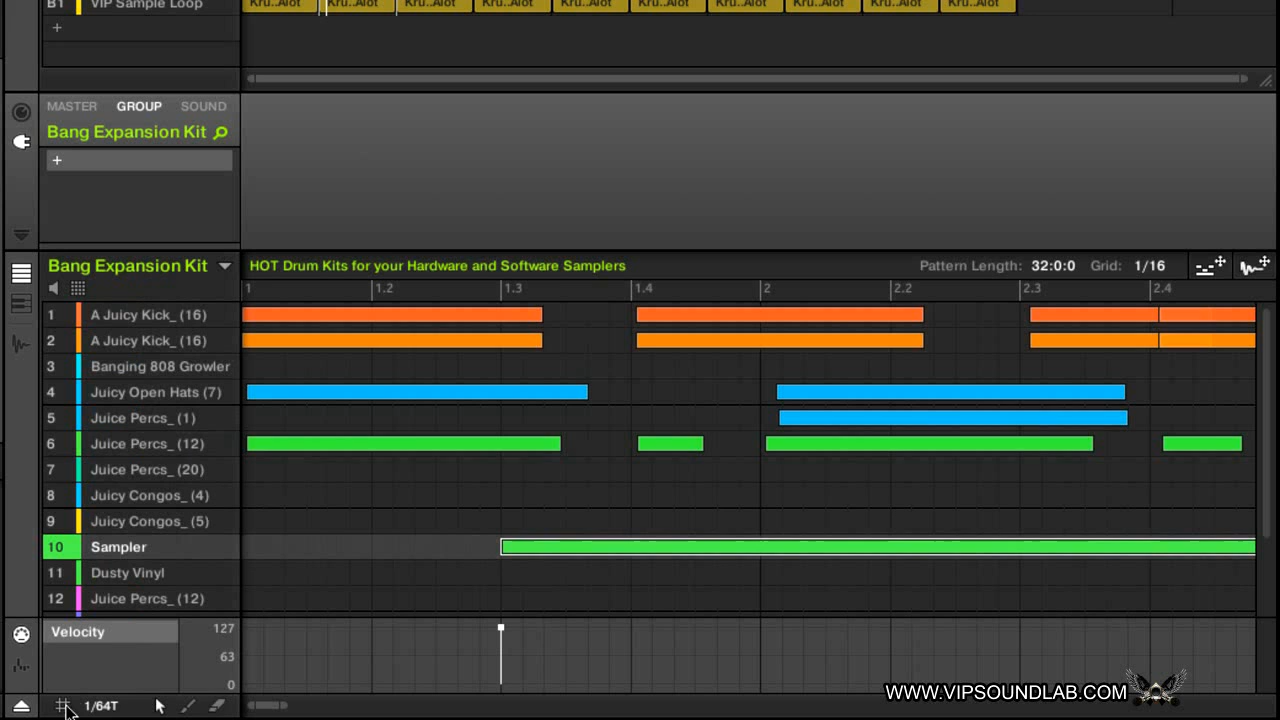 B1 VIP Sample Loop Kru..Alot Kru..Alot Kru..Alot Kru..Alot Kru..Alot Kru..Alot Kru..Alot Kru..Alot Kru..Alot Kru..Alot
+
MASTER GROUP SOUND
Bang Expansion Kit
+
Bang Expansion Kit HOT Drum Kits for your Hardware and Software Samplers Pattern Length: 32:0:0 Grid: 1/16
1 1.2 1.3 1.4 2 2.2 2.3 2.4
1 A Juicy Kick_ (16)
2 A Juicy Kick_ (16)
3 Banging 808 Growler
4 Juicy Open Hats (7)
5 Juice Percs_ (1)
6 Juice Percs_ (12)
7 Juice Percs_ (20)
8 Juicy Congos_ (4)
9 Juicy Congos_ (5)
10 Sampler
11 Dusty Vinyl
12 Juice Percs_ (12)
Velocity 127
63
0
WWW.VIPSOUNDLAB.COM
1/64T